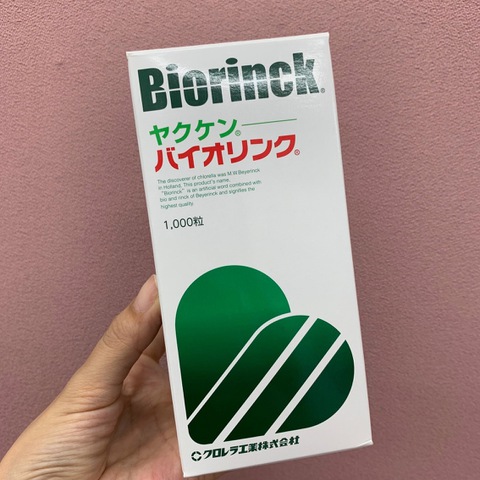 Biorinck®
ヤクケン®
バイオリンク®
The discoverer of chlorella was M.W.Beyerinck
in Holland. This product's name,
"Biorinck" is an artificial word combined with
bio and rinck of Beyerinck and signifies the
highest quality.
1,000粒
クロレラ工業株式会社